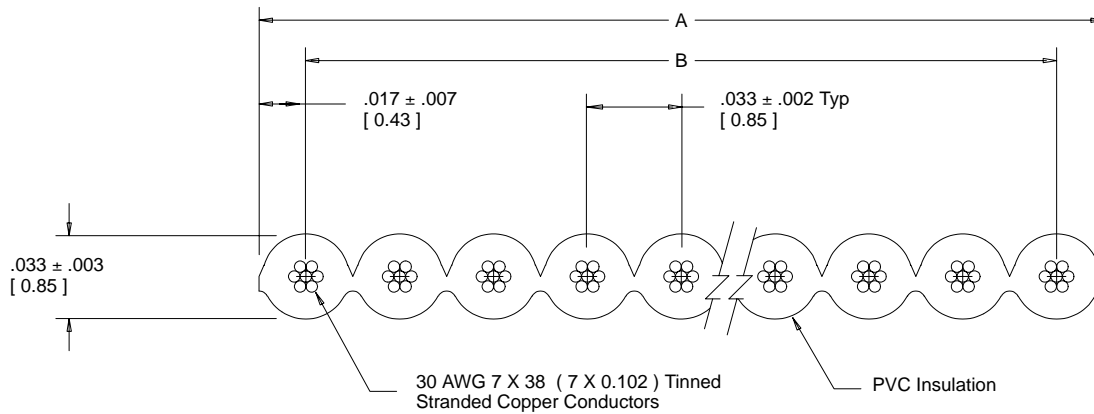 A
B
.017 ± .007
[ 0.43 ]
.033 ± .002 Typ
[ 0.85 ]
.033 ± .003
[ 0.85 ]
30 AWG 7 X 38 ( 7 X 0.102 ) Tinned
Stranded Copper Conductors
PVC Insulation